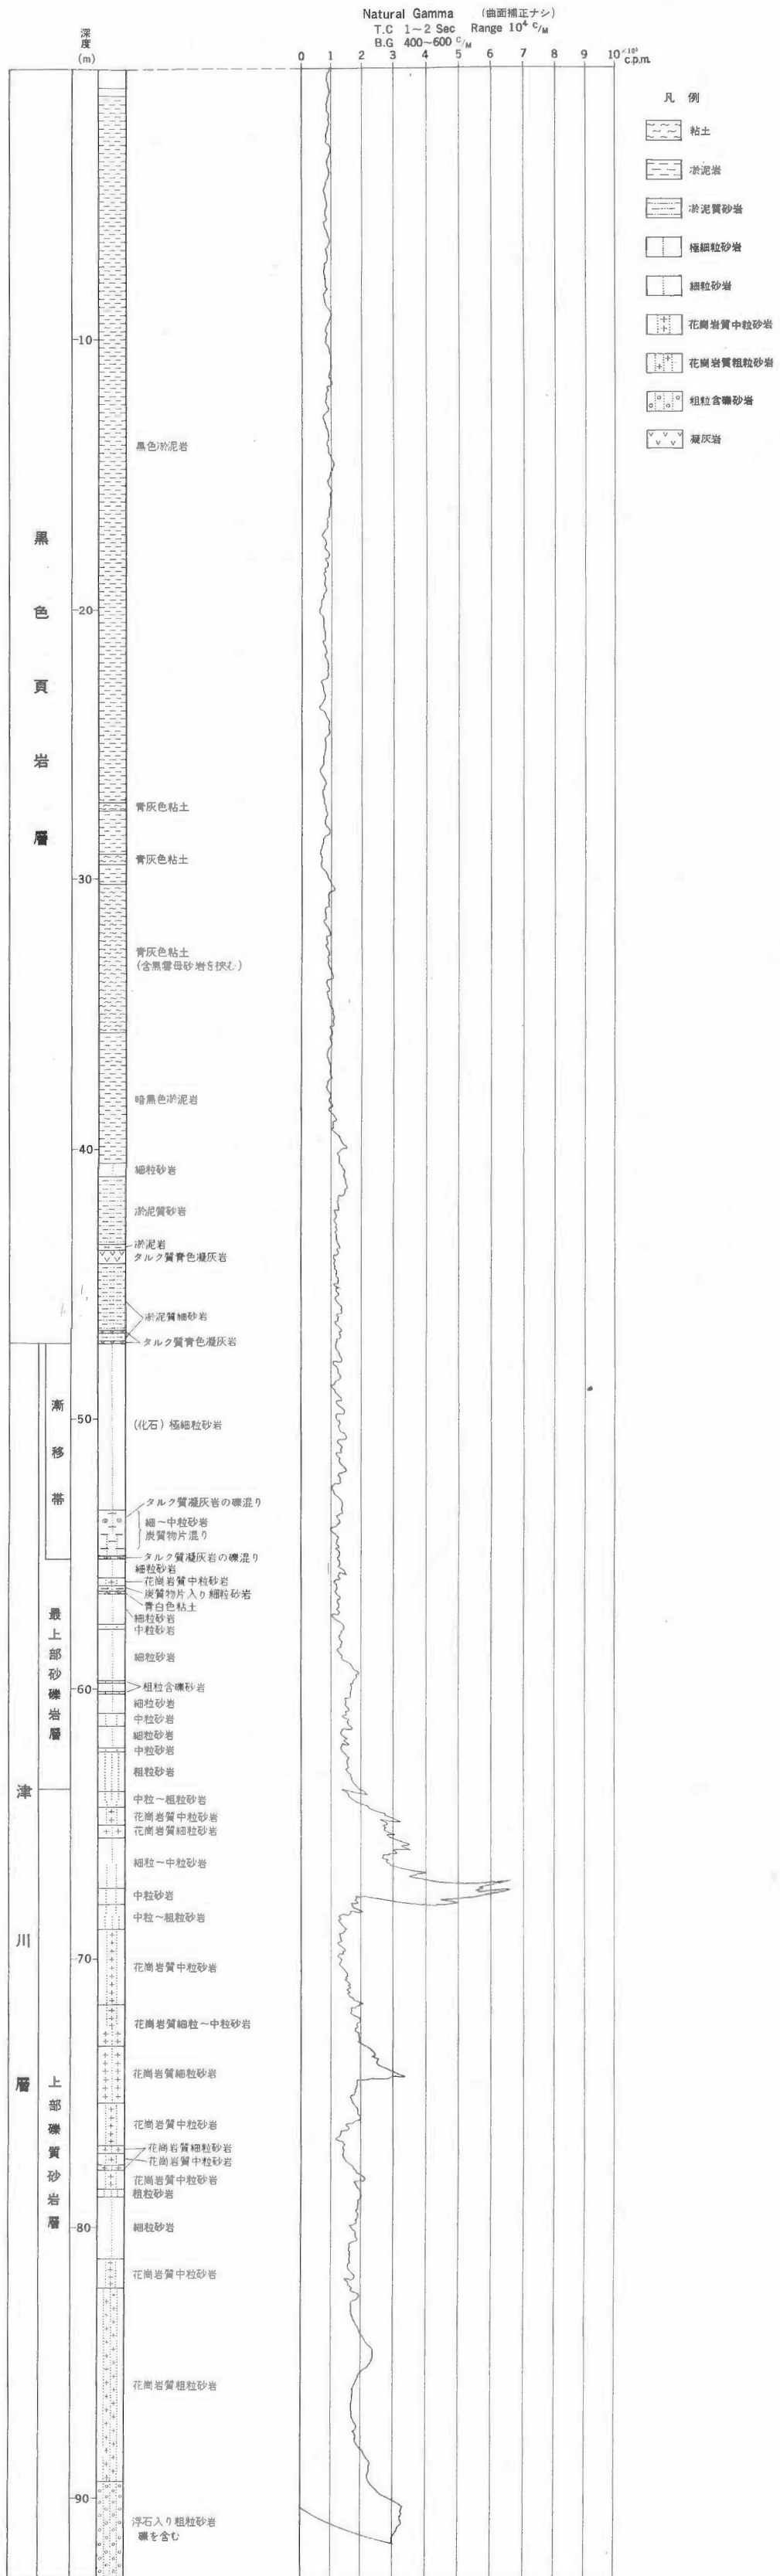 Natural Gamma (曲面補正ナシ)
T.C 1~2 Sec Range 10⁴ C/M
B.G 400~600 C/M
深度
(m)
0 1 2 3 4 5 6 7 8 9 10 ×10³ c.p.m.
凡例
粘土
淤泥岩
淤泥質砂岩
極細粒砂岩
細粒砂岩
花崗岩質中粒砂岩
花崗岩質粗粒砂岩
粗粒含礫砂岩
凝灰岩
黒色頁岩層
10
黒色淤泥岩
20
青灰色粘土
青灰色粘土
30
青灰色粘土
(含黒雲母砂岩を挟む)
暗黒色淤泥岩
40
細粒砂岩
淤泥質砂岩
淤泥岩
タルク質青色凝灰岩
淤泥質細砂岩
タルク質青色凝灰岩
漸移帯
50
(化石)極細粒砂岩
タルク質凝灰岩の礫混り
細~中粒砂岩
炭質物片混り
タルク質凝灰岩の礫混り
細粒砂岩
花崗岩質中粒砂岩
炭質物片入り細粒砂岩
青白色粘土
細粒砂岩
中粒砂岩
最上部砂礫岩層
細粒砂岩
粗粒含礫砂岩
60
細粒砂岩
中粒砂岩
細粒砂岩
中粒砂岩
粗粒砂岩
津川層
中粒~粗粒砂岩
花崗岩質中粒砂岩
花崗岩質細粒砂岩
細粒~中粒砂岩
中粒砂岩
中粒~粗粒砂岩
70
花崗岩質中粒砂岩
花崗岩質細粒~中粒砂岩
花崗岩質細粒砂岩
上部礫質砂岩層
花崗岩質中粒砂岩
花崗岩質細粒砂岩
花崗岩質中粒砂岩
花崗岩質中粒砂岩
粗粒砂岩
80
細粒砂岩
花崗岩質中粒砂岩
花崗岩質粗粒砂岩
90
浮石入り粗粒砂岩
礫を含む